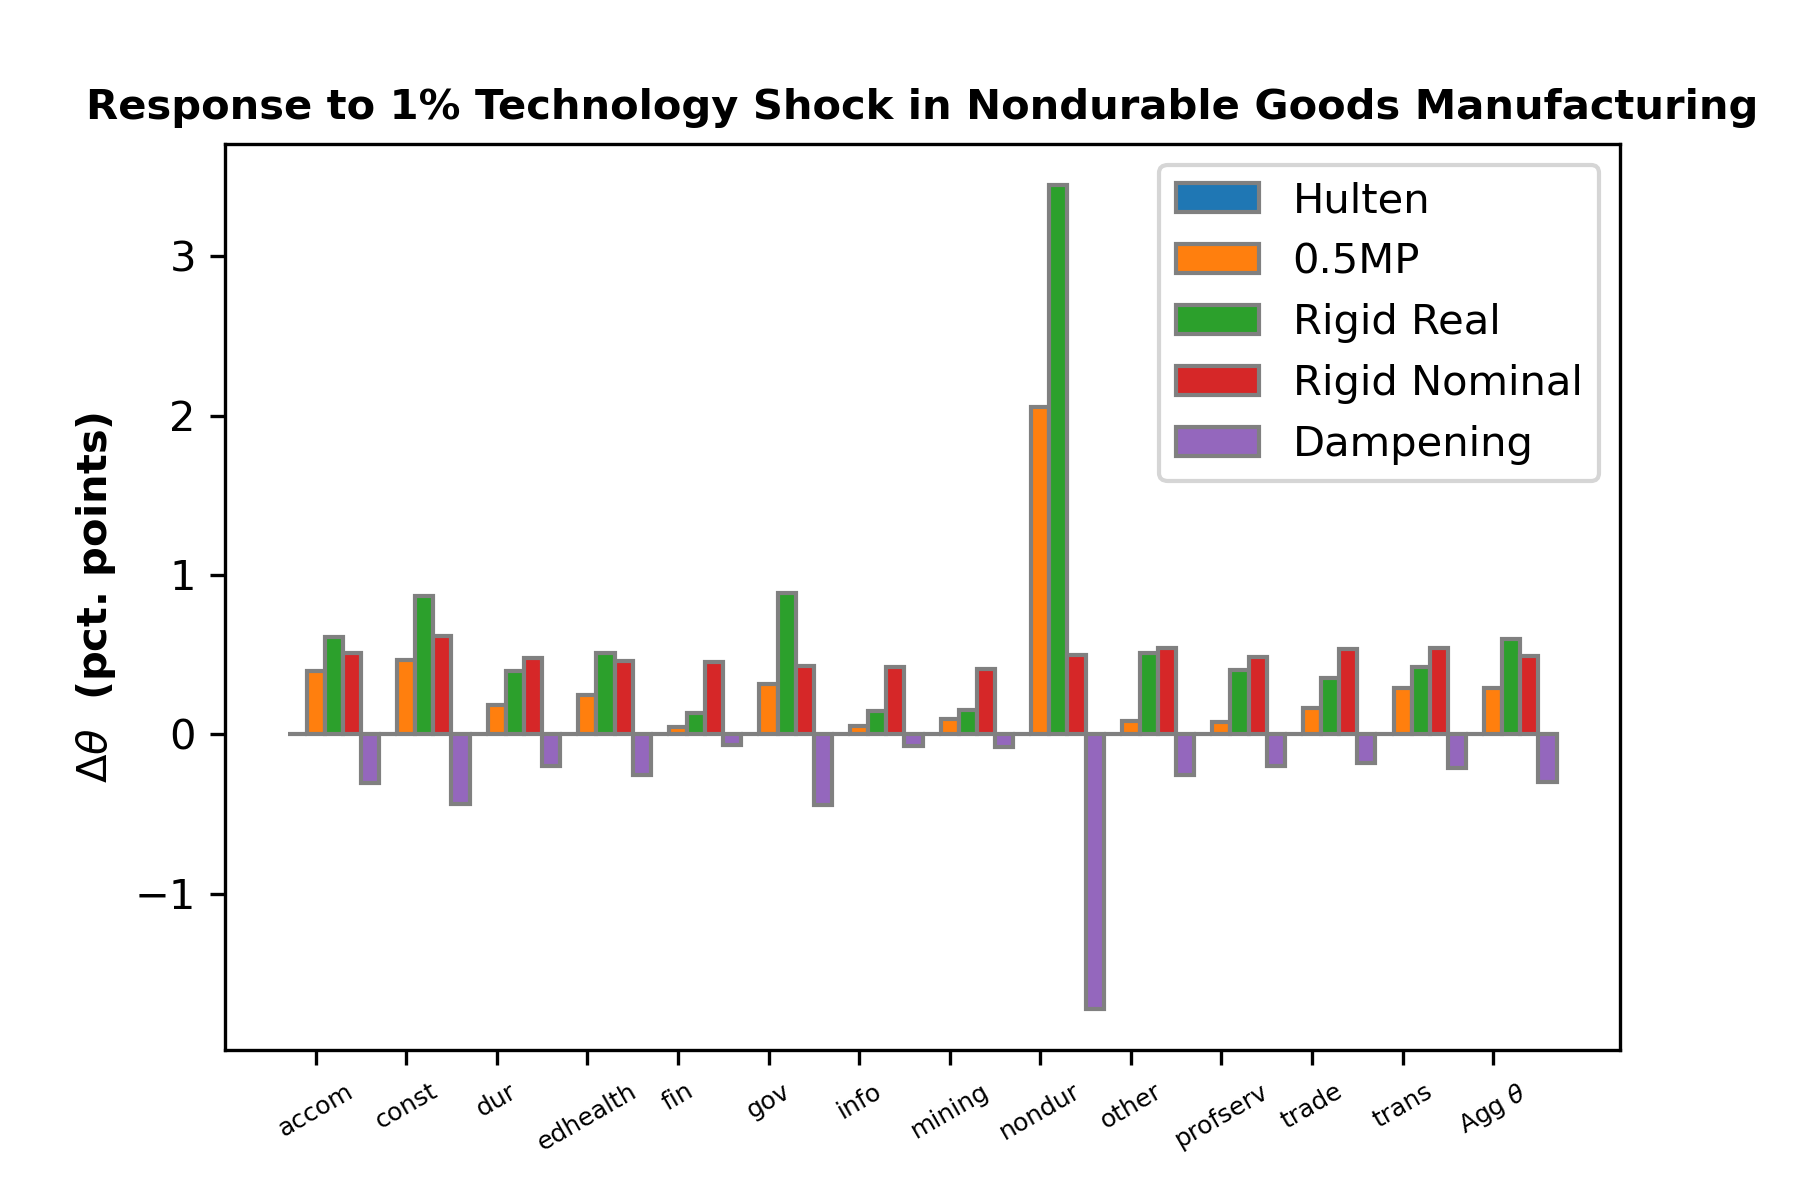 Response to 1% Technology Shock in Nondurable Goods Manufacturing
Hulten
0.5MP
Rigid Real
Rigid Nominal
Dampening
Δθ (pct. points)
3
2
1
0
−1
accom
const
dur
edhealth
fin
gov
info
mining
nondur
other
profserv
trade
trans
Agg θ